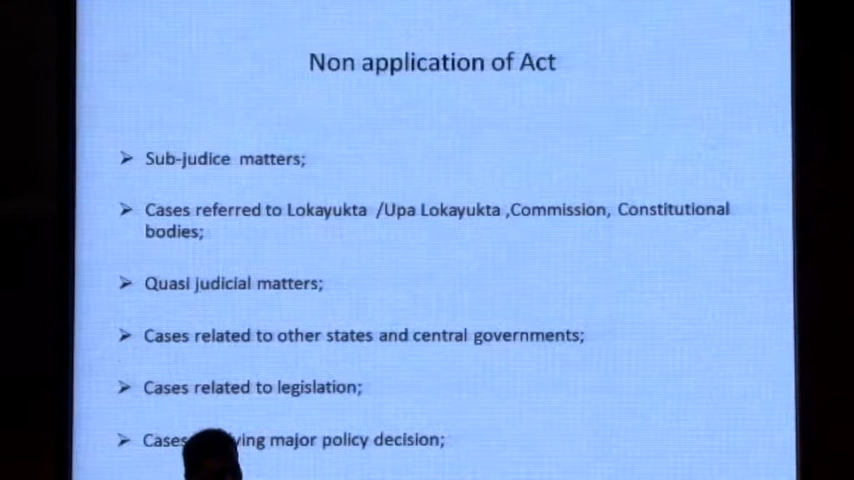 Non application of Act
➢ Sub-judice matters;
➢ Cases referred to Lokayukta /Upa Lokayukta ,Commission, Constitutional
bodies;
➢ Quasi judicial matters;
➢ Cases related to other states and central governments;
➢ Cases related to legislation;
➢ Cases major policy decision;